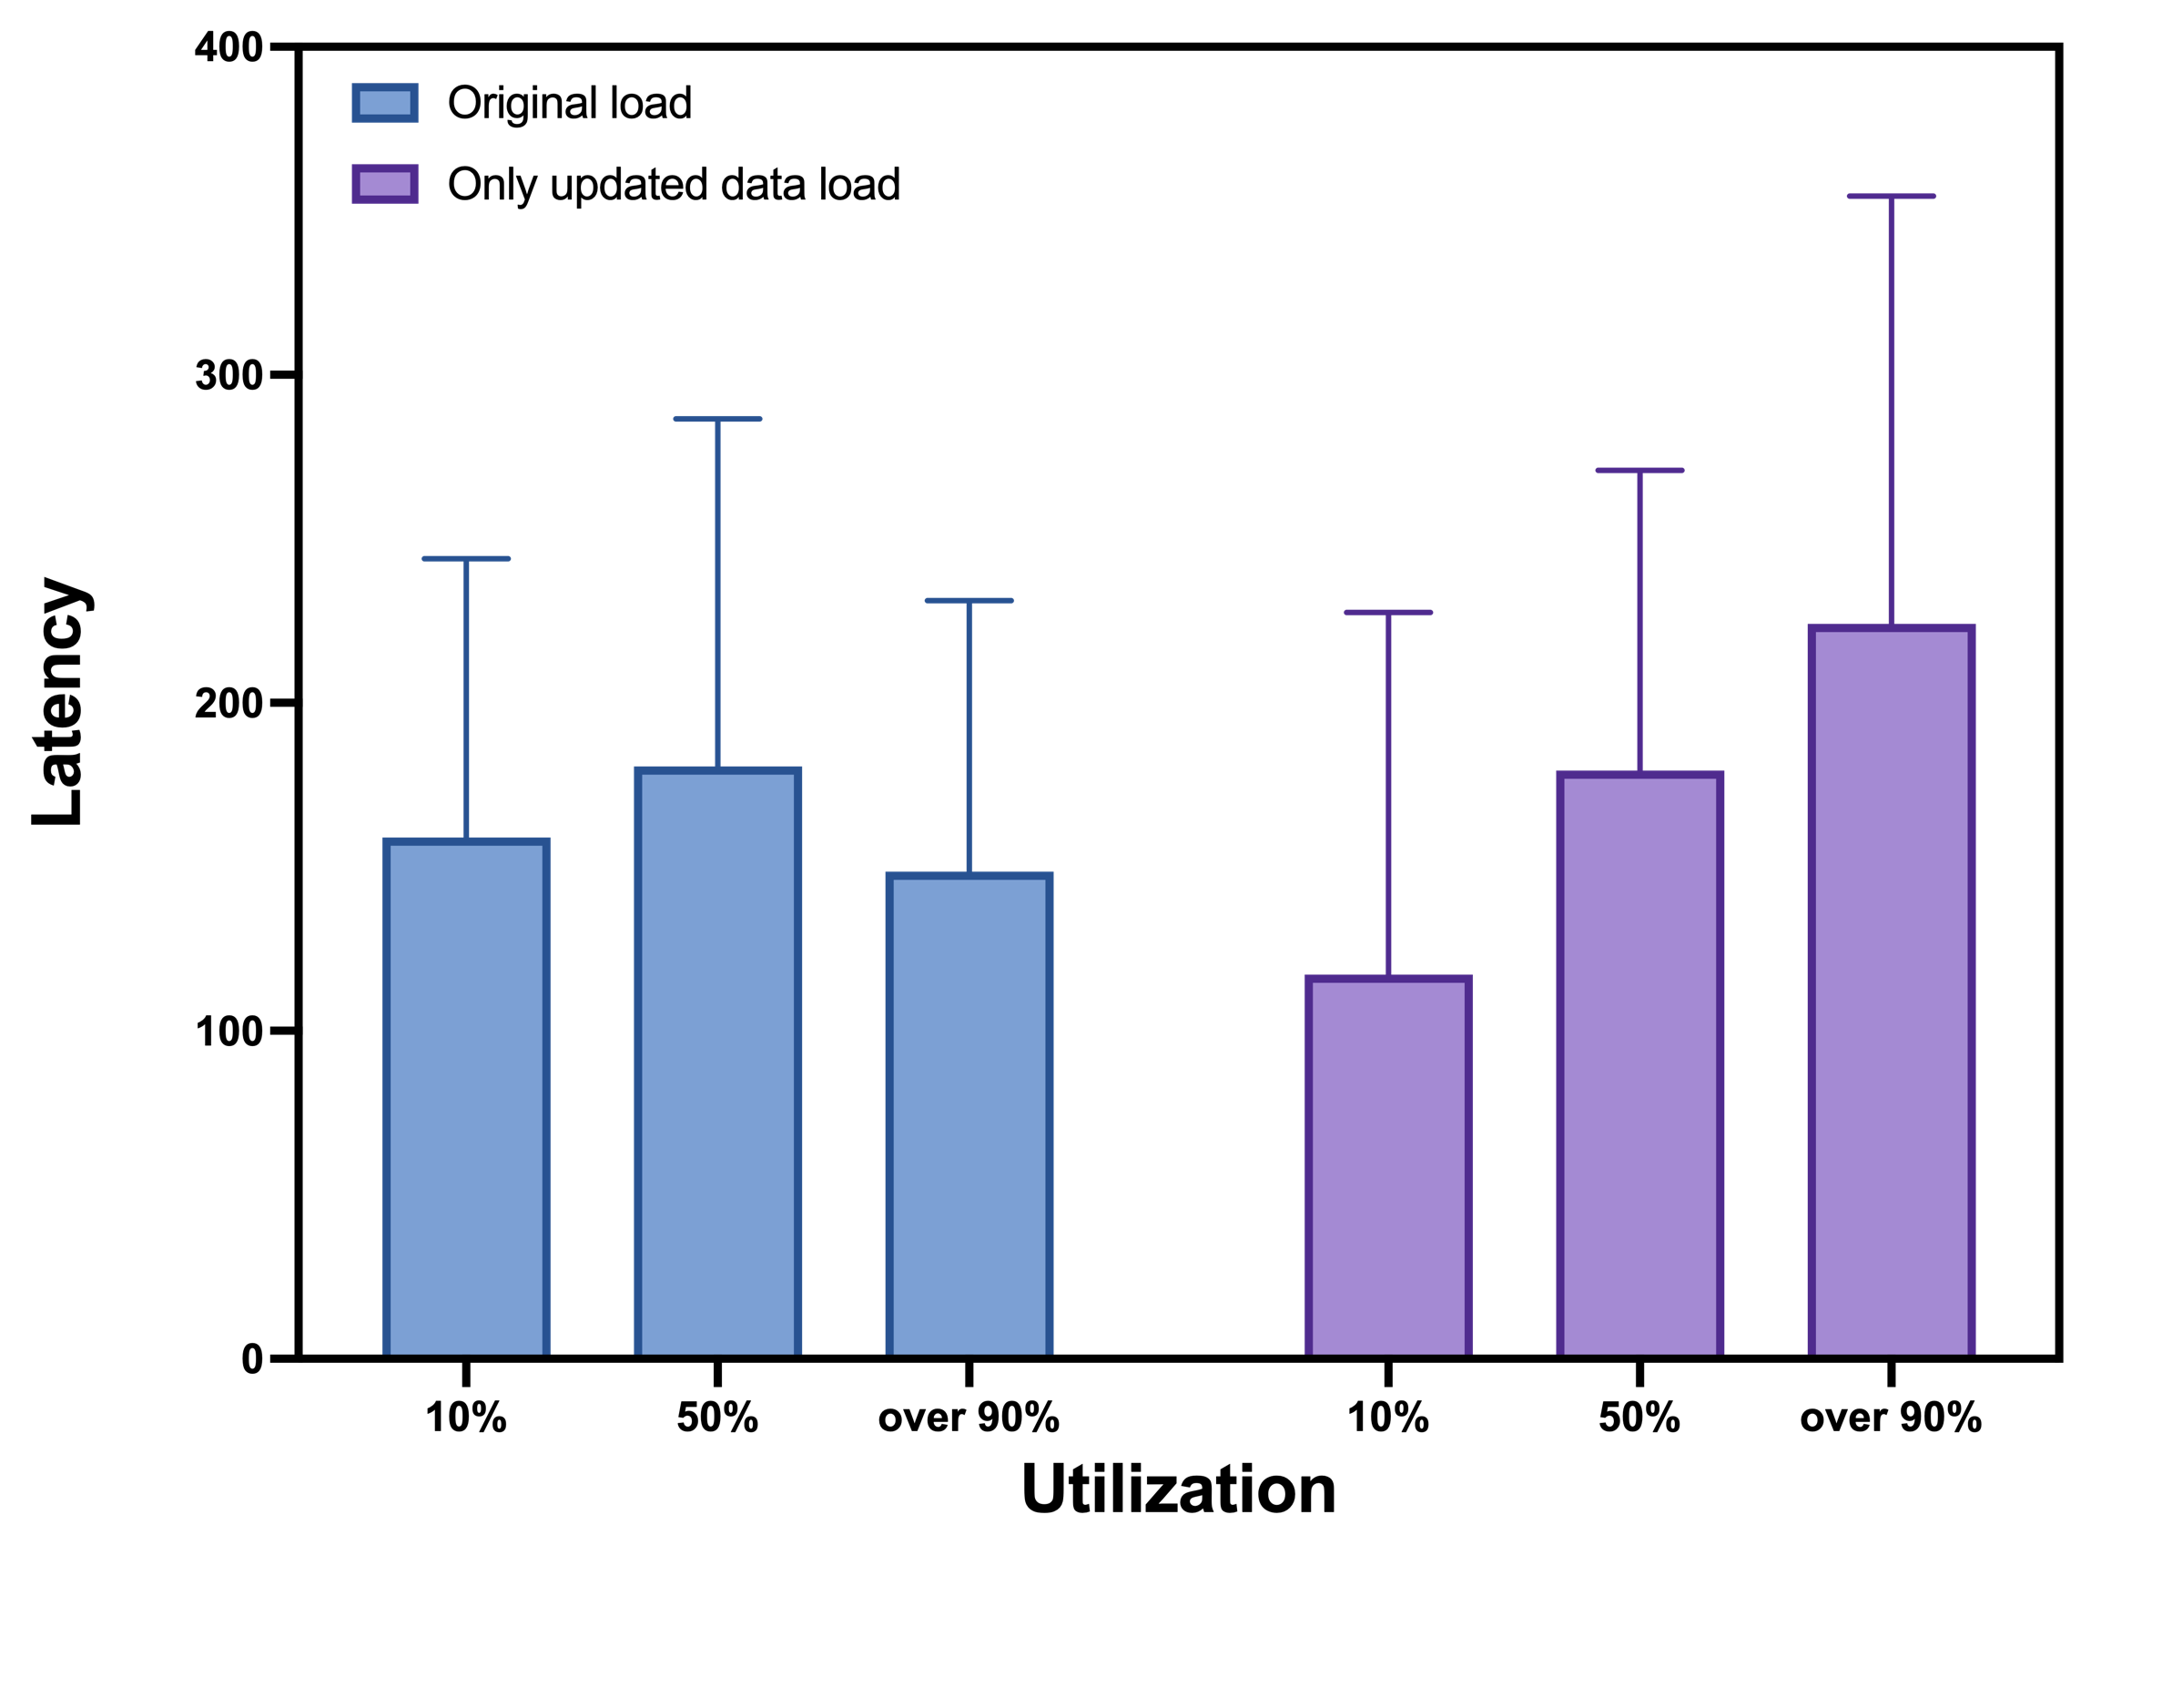 400
Original load
Only updated data load
300
200
100
0
Latency
10% 50% over 90% 10% 50% over 90%
Utilization